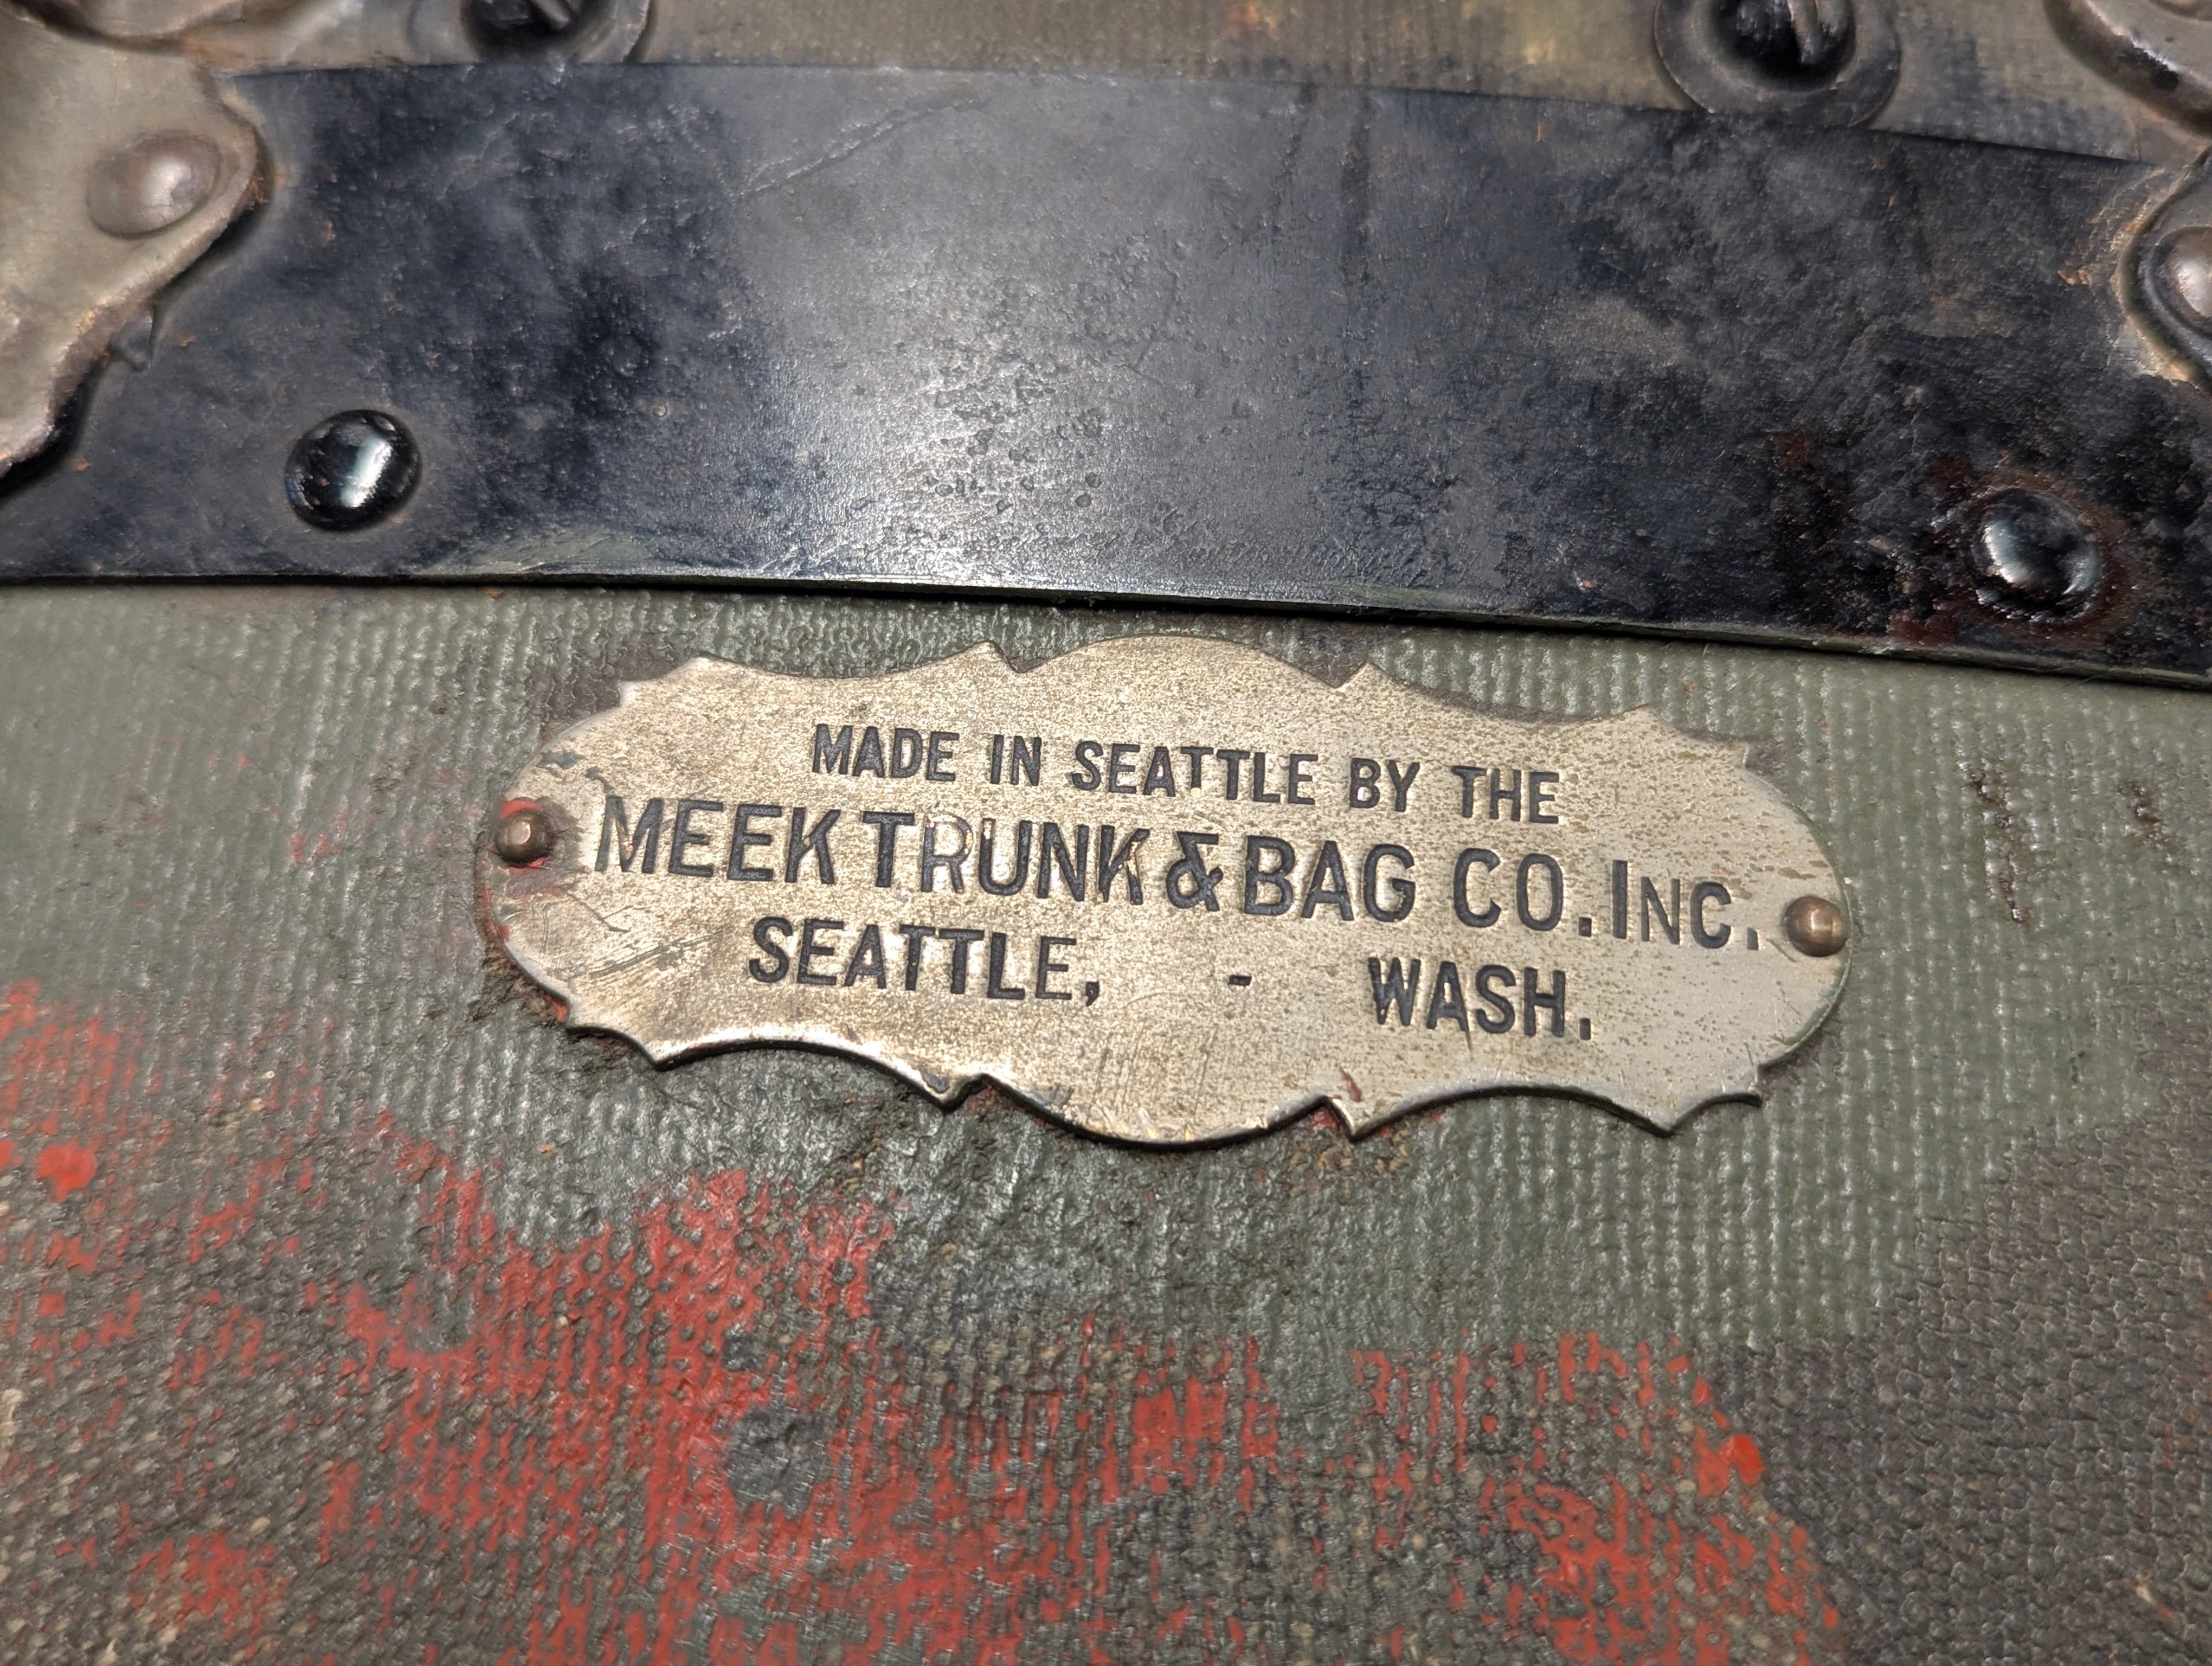 MADE IN SEATTLE BY THE
MEEK TRUNK & BAG CO. INC.
SEATTLE, - WASH.